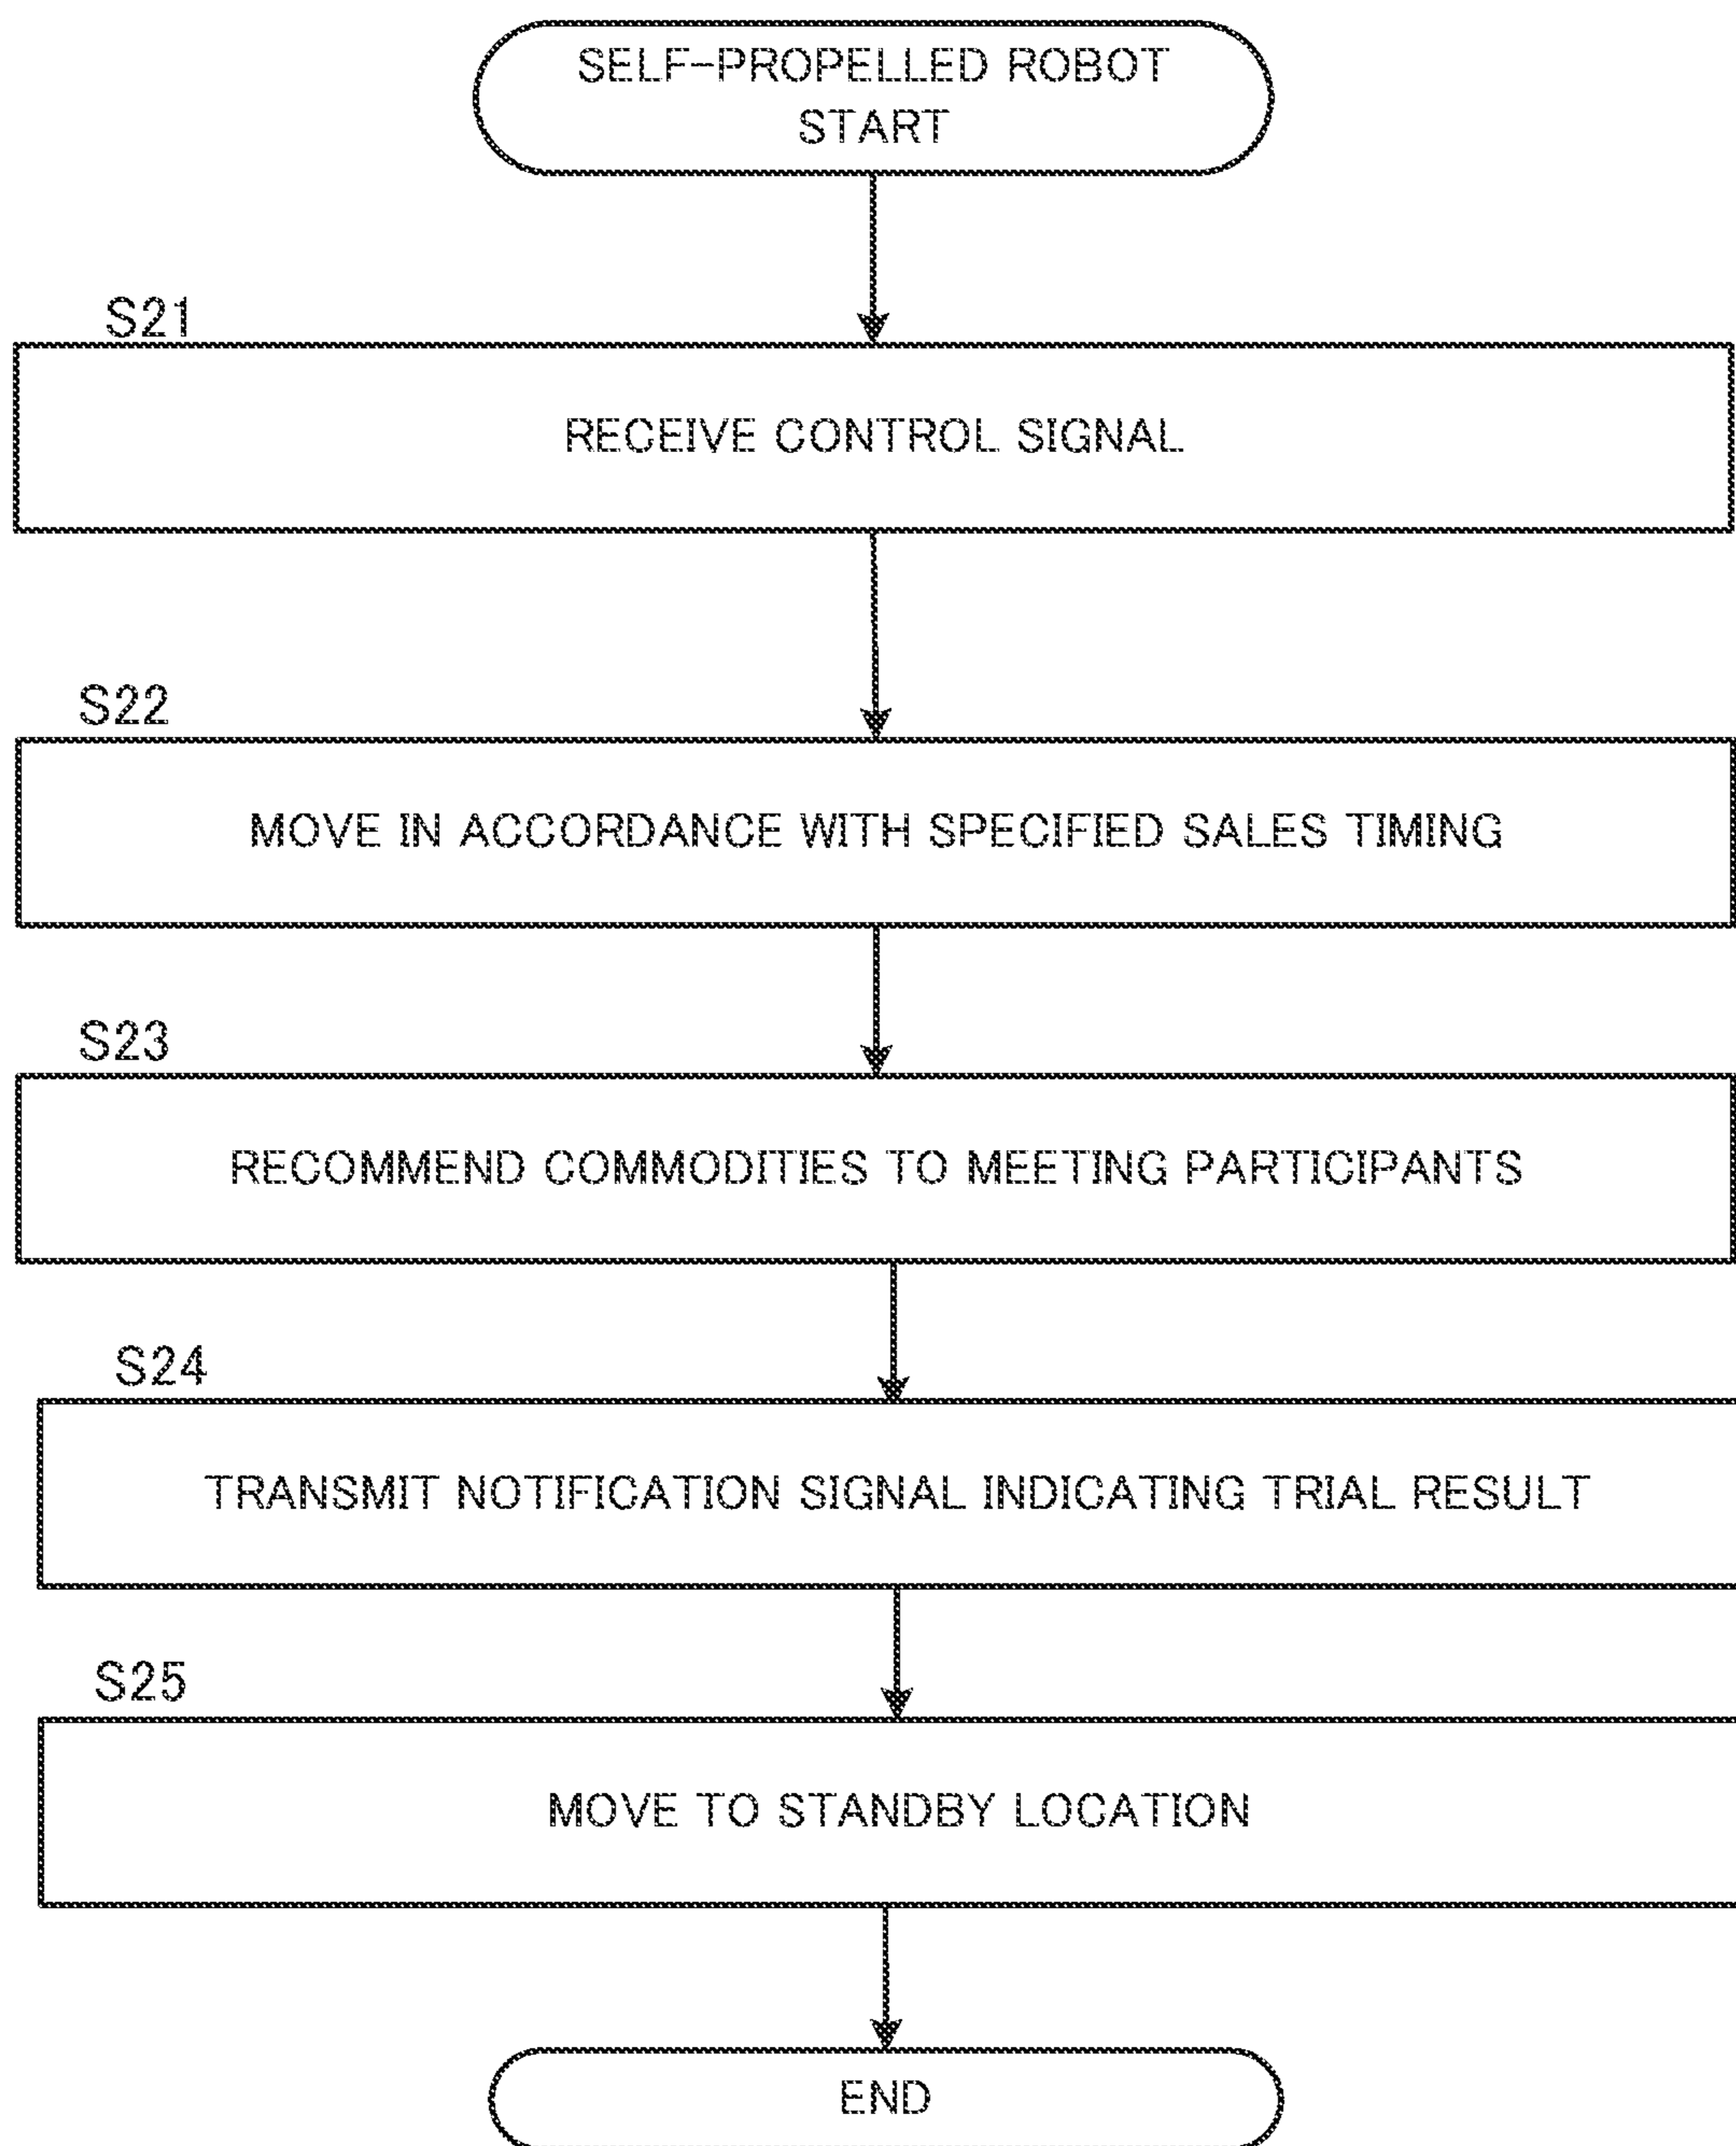 SELF-PROPELLED ROBOT
START
S21
RECEIVE CONTROL SIGNAL
S22
MOVE IN ACCORDANCE WITH SPECIFIED SALES TIMING
S23
RECOMMEND COMMODITIES TO MEETING PARTICIPANTS
S24
TRANSMIT NOTIFICATION SIGNAL INDICATING TRIAL RESULT
S25
MOVE TO STANDBY LOCATION
END